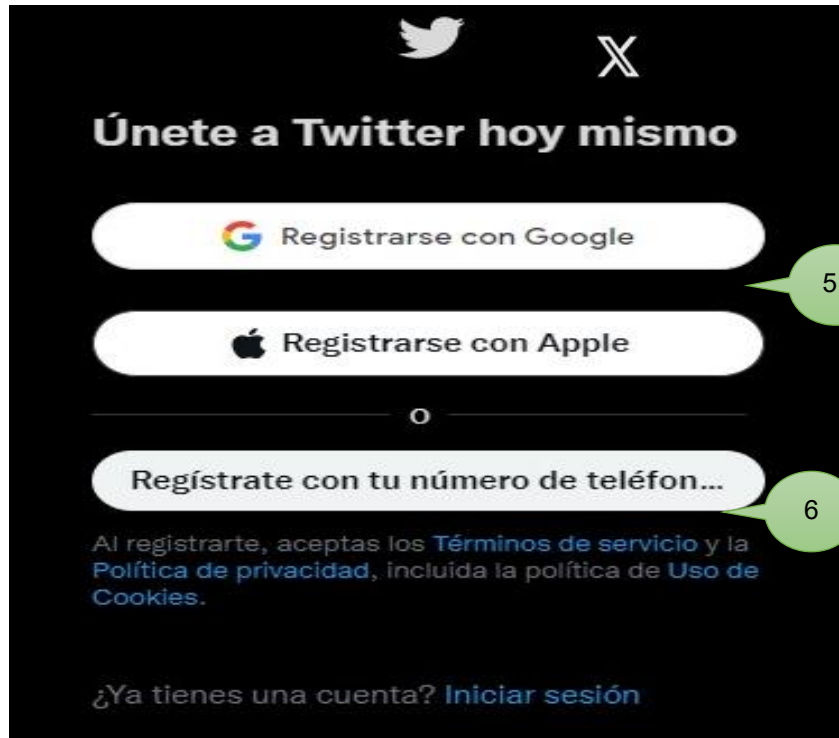 𝕏
Únete a Twitter hoy mismo
Registrarse con Google
5
Registrarse con Apple
o
Regístrate con tu número de teléfon...
6
Al registrarte, aceptas los Términos de servicio y la
Política de privacidad, incluida la política de Uso de
Cookies.
¿Ya tienes una cuenta? Iniciar sesión